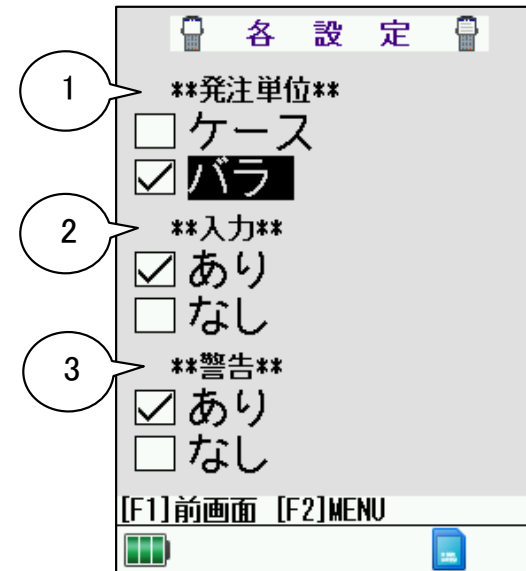 各 設 定
1
**発注単位**
ケース
バラ
2
**入力**
あり
なし
3
**警告**
あり
なし
[F1]前画面 [F2]MENU